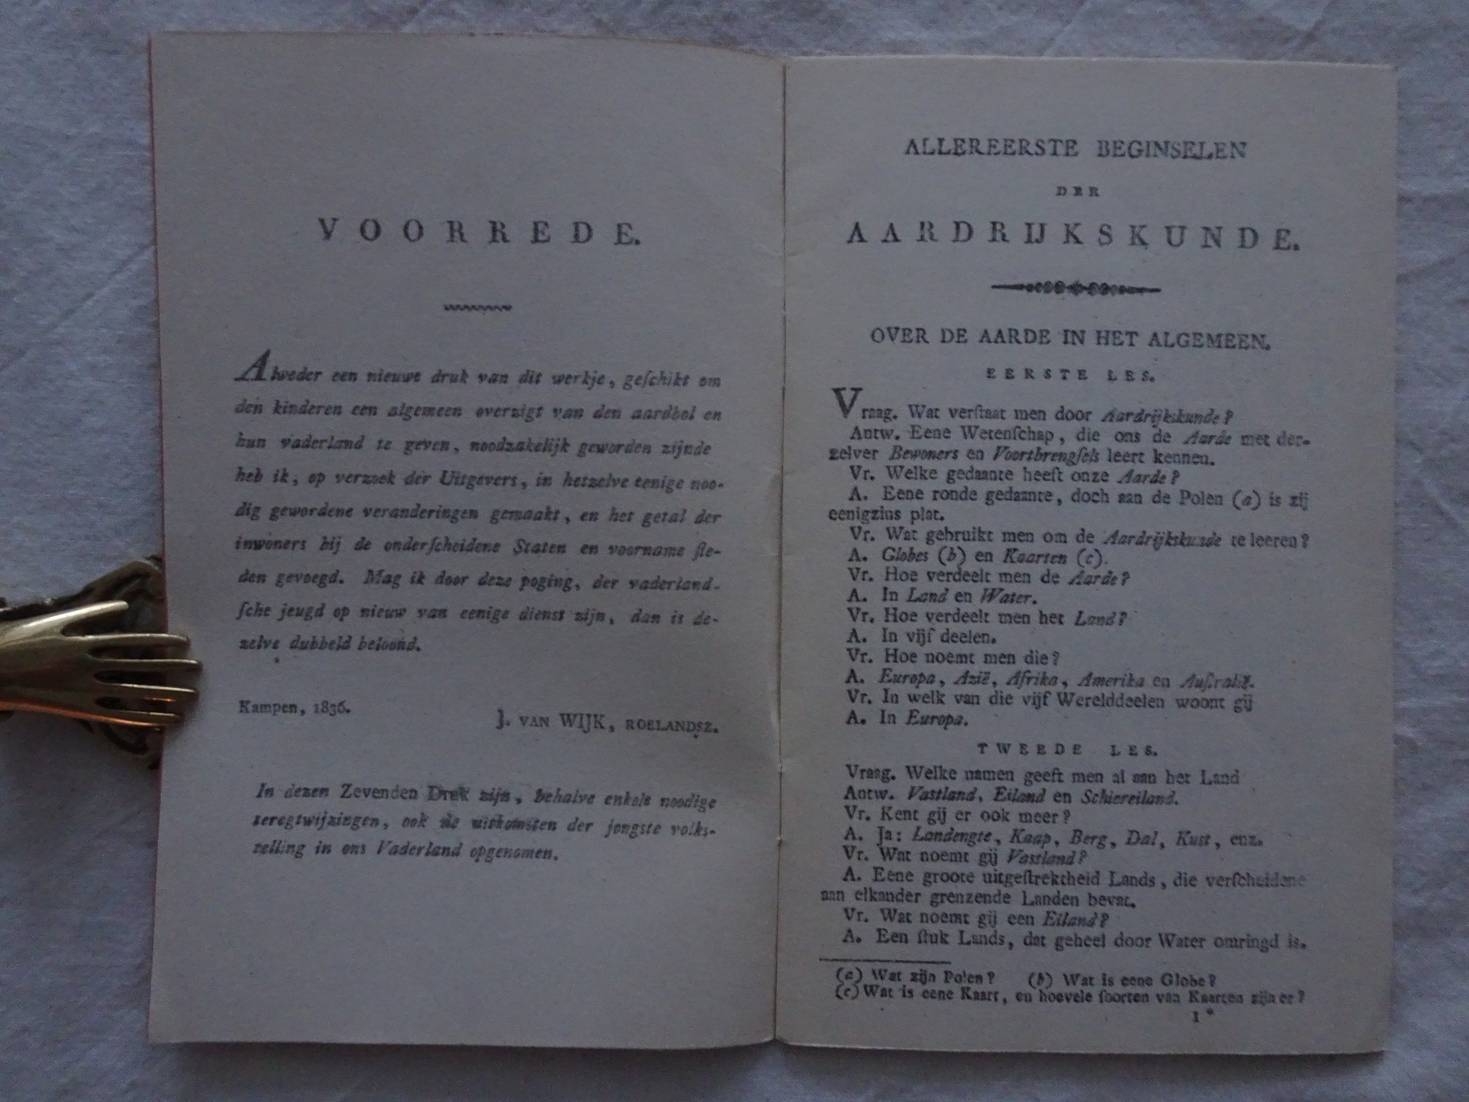 VOORREDE.
Alweder een nieuwe druk van dit werkje, geſchikt om
den kinderen een algemeen overzigt van den aardbol en
hun vaderland te geven, noodzakelijk geworden zijnde
heb ik, op verzoek der Uitgevers, in hetzelve eenige noo-
dig gewordene veranderingen gemaakt, en het getal der
inwoners bij de onderſcheidene Staten en voorname ſte-
den gevoegd. Mag ik door deze poging, der vaderland-
ſche jeugd op nieuw van eenige dienst zijn, dan is de-
zelve dubbeld beloond.
Kampen, 1836.
J. VAN WIJK, ROELANDSZ.
In dezen Zevenden Druk zijn, behalve enkele noodige
teregtwijzingen, ook de uitkomsten der jongste volks-
telling in ons Vaderland opgenomen.
ALLEREERSTE BEGINSELEN
DER
AARDRIJKSKUNDE.
OVER DE AARDE IN HET ALGEMEEN.
EERSTE LES.
Vraag. Wat verſtaat men door Aardrijkskunde?
Antw. Eene Wetenſchap, die ons de Aarde met der-
zelver Bewoners en Voortbrengſels leert kennen.
Vr. Welke gedaante heeft onze Aarde?
A. Eene ronde gedaante, doch aan de Polen (a) is zij
eenigzins plat.
Vr. Wat gebruikt men om de Aardrijkskunde te leeren?
A. Globes (b) en Kaarten (c).
Vr. Hoe verdeelt men de Aarde?
A. In Land en Water.
Vr. Hoe verdeelt men het Land?
A. In vijf deelen.
Vr. Hoe noemt men die?
A. Europa, Azië, Afrika, Amerika en Auſtralië.
Vr. In welk van die vijf Werelddeelen woont gij
A. In Europa.
TWEEDE LES.
Vraag. Welke namen geeft men al aan het Land
Antw. Vastland, Eiland en Schiereiland.
Vr. Kent gij er ook meer?
A. Ja: Landengte, Kaap, Berg, Dal, Kust, enz.
Vr. Wat noemt gij Vastland?
A. Eene groote uitgeſtrektheid Lands, die verſcheidene
aan elkander grenzende Landen bevat.
Vr. Wat noemt gij een Eiland?
A. Een ſtuk Lands, dat geheel door Water omringd is.
(a) Wat zijn Polen? (b) Wat is eene Globe?
(c) Wat is eene Kaart, en hoevele ſoorten van Kaarten zijn er?
1*